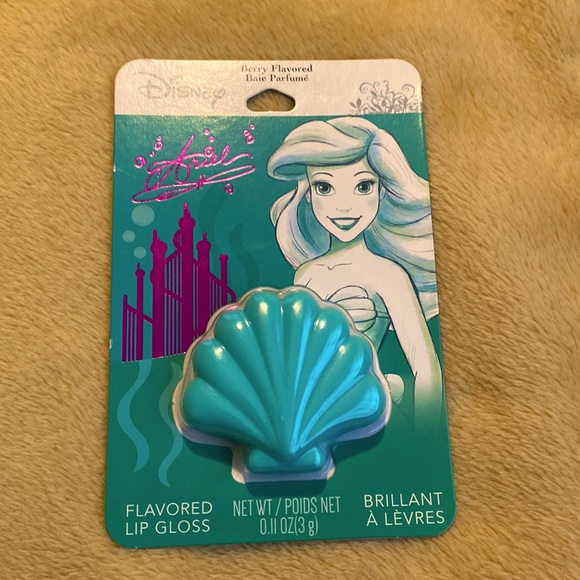 Berry Flavored
Baie Parfumé
Disney
Ariel
FLAVORED
LIP GLOSS
NET WT / POIDS NET
0.11 OZ(3 g)
BRILLANT
À LÈVRES